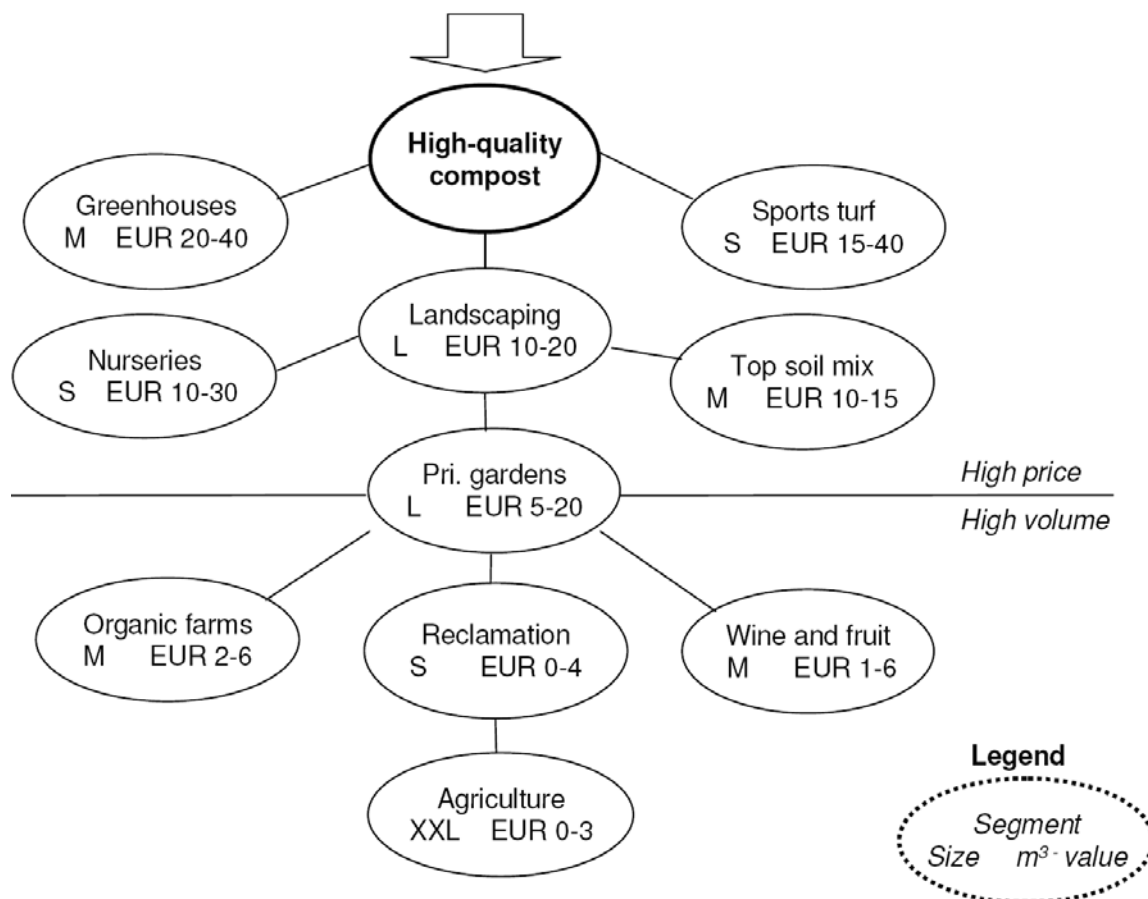 High-quality
compost
Greenhouses
M EUR 20-40
Sports turf
S EUR 15-40
Landscaping
L EUR 10-20
Nurseries
S EUR 10-30
Top soil mix
M EUR 10-15
Pri. gardens
L EUR 5-20
High price
High volume
Organic farms
M EUR 2-6
Reclamation
S EUR 0-4
Wine and fruit
M EUR 1-6
Agriculture
XXL EUR 0-3
Legend
Segment
Size m³- value